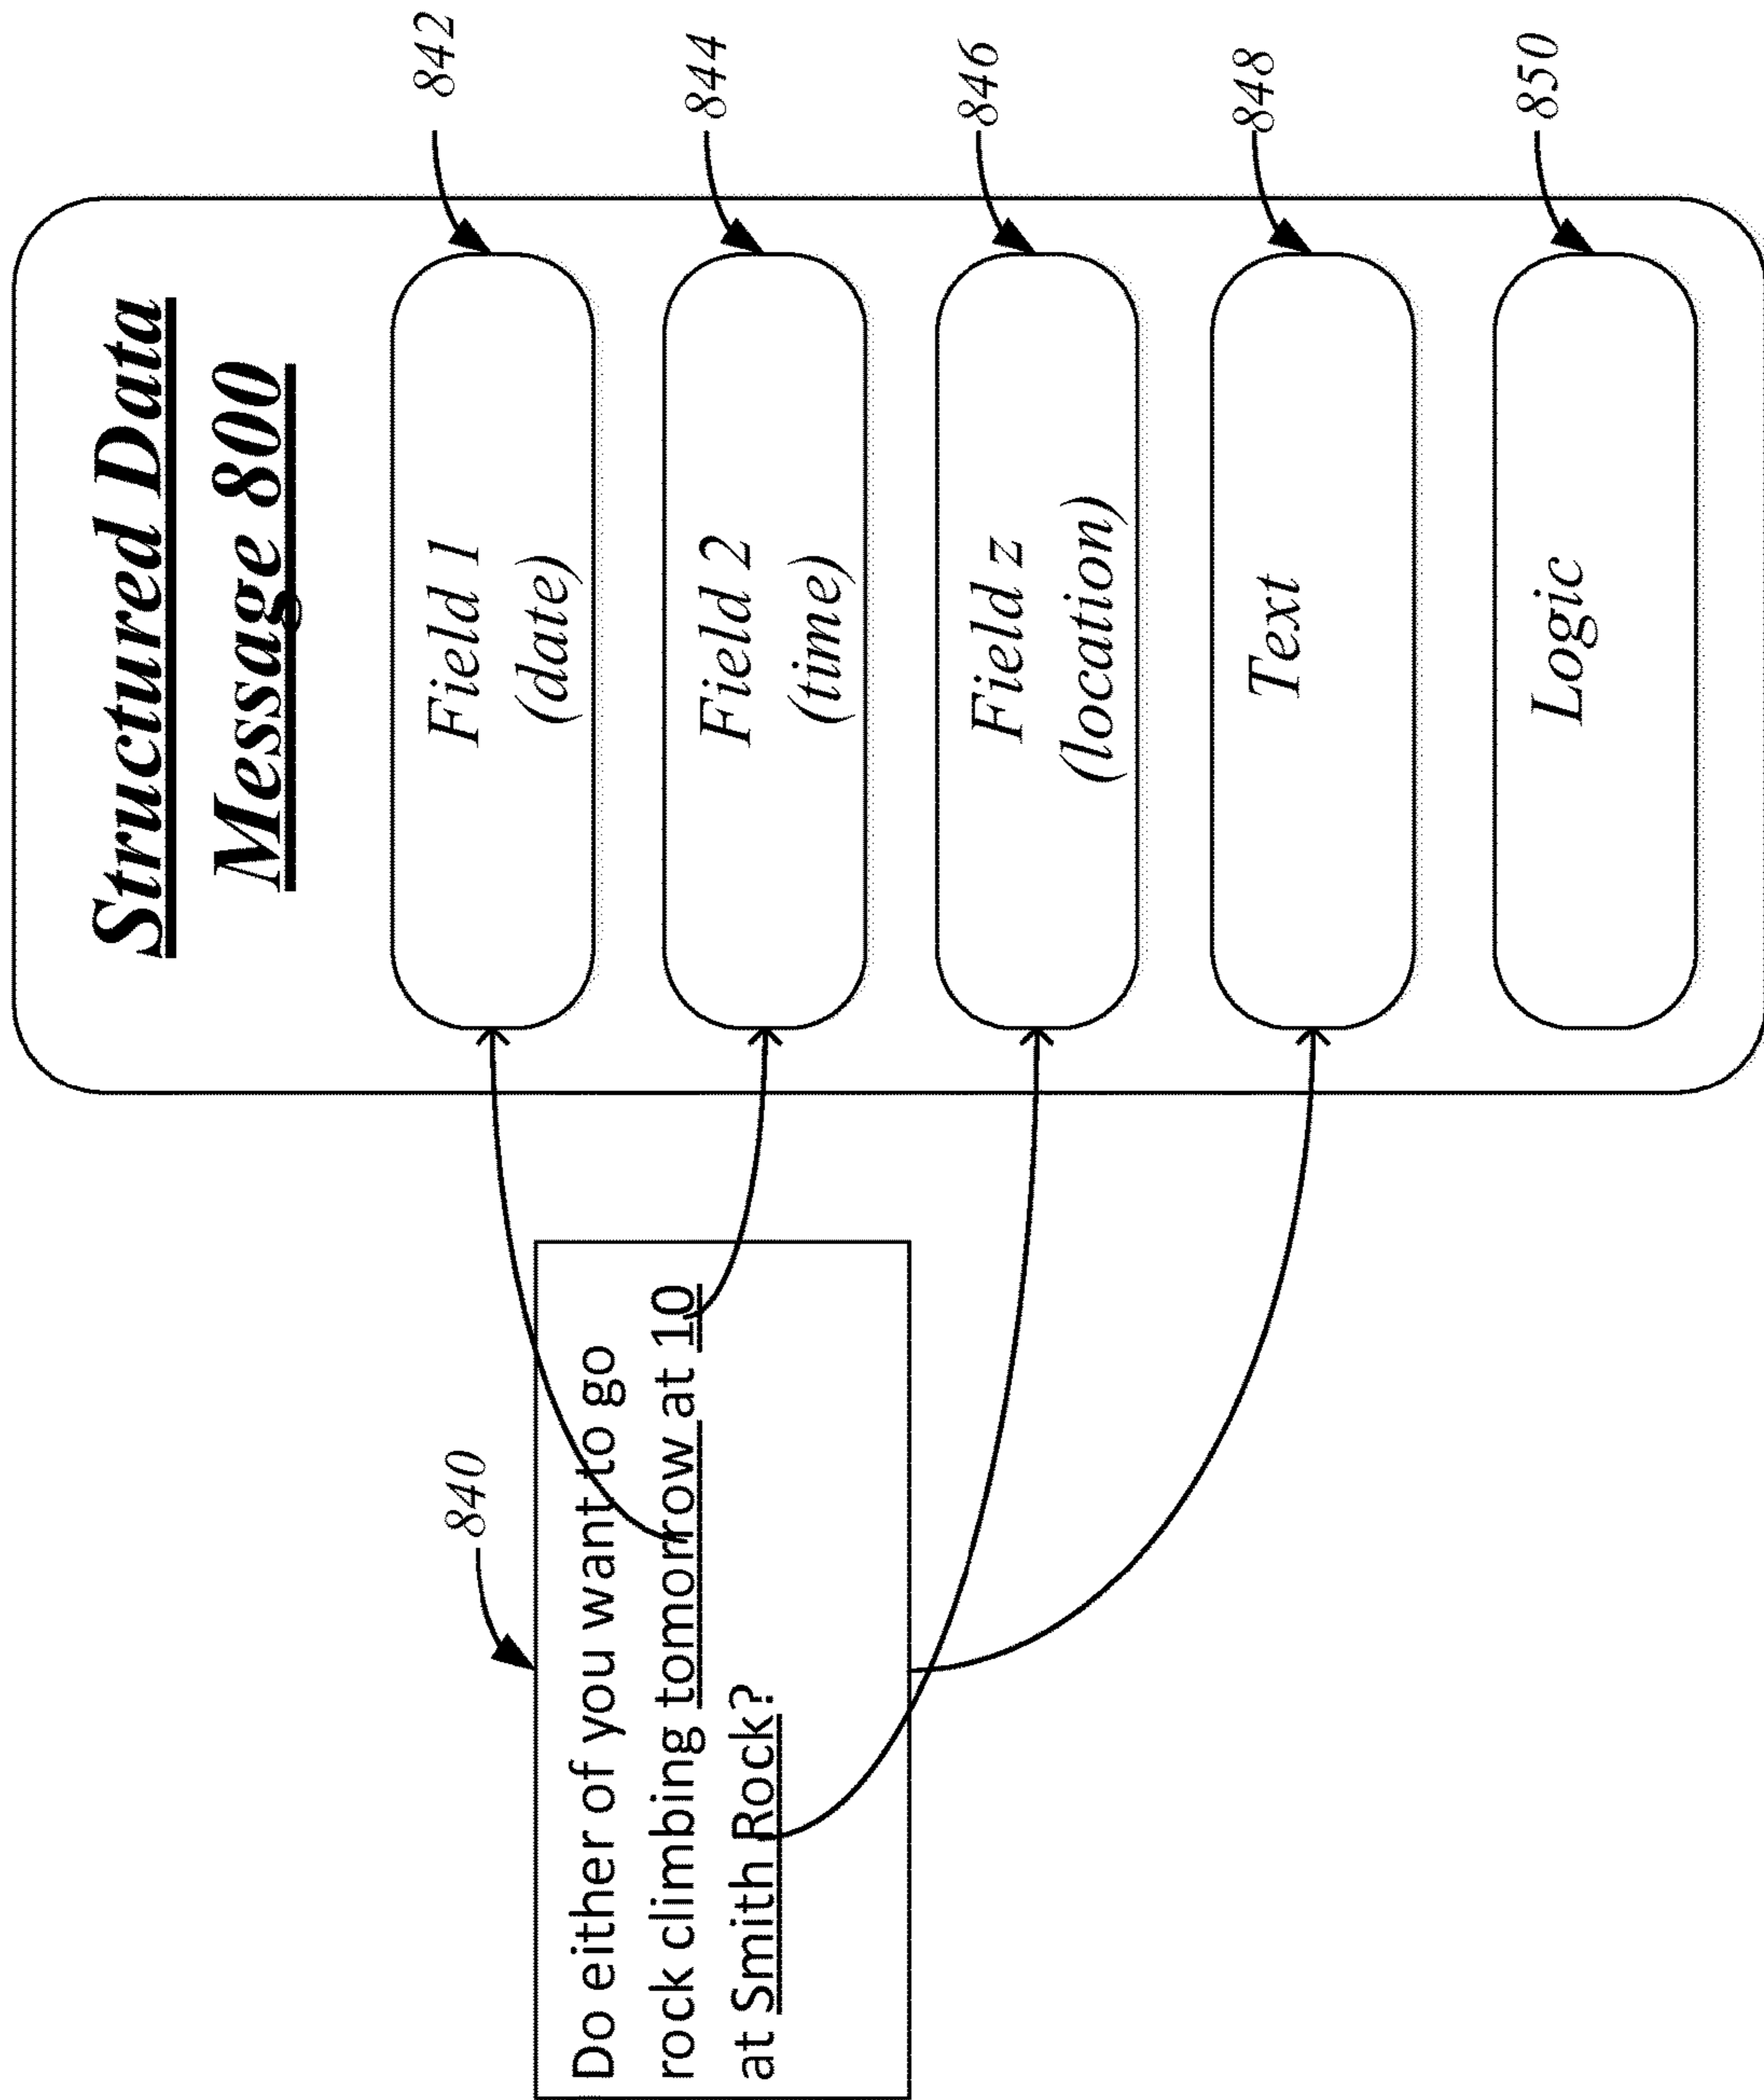 Structured Data
Message 800
840
Do either of you want to go
rock climbing tomorrow at 10
at Smith Rock?
Field 1
(date)
842
Field 2
(time)
844
Field z
(location)
846
Text
848
Logic
850